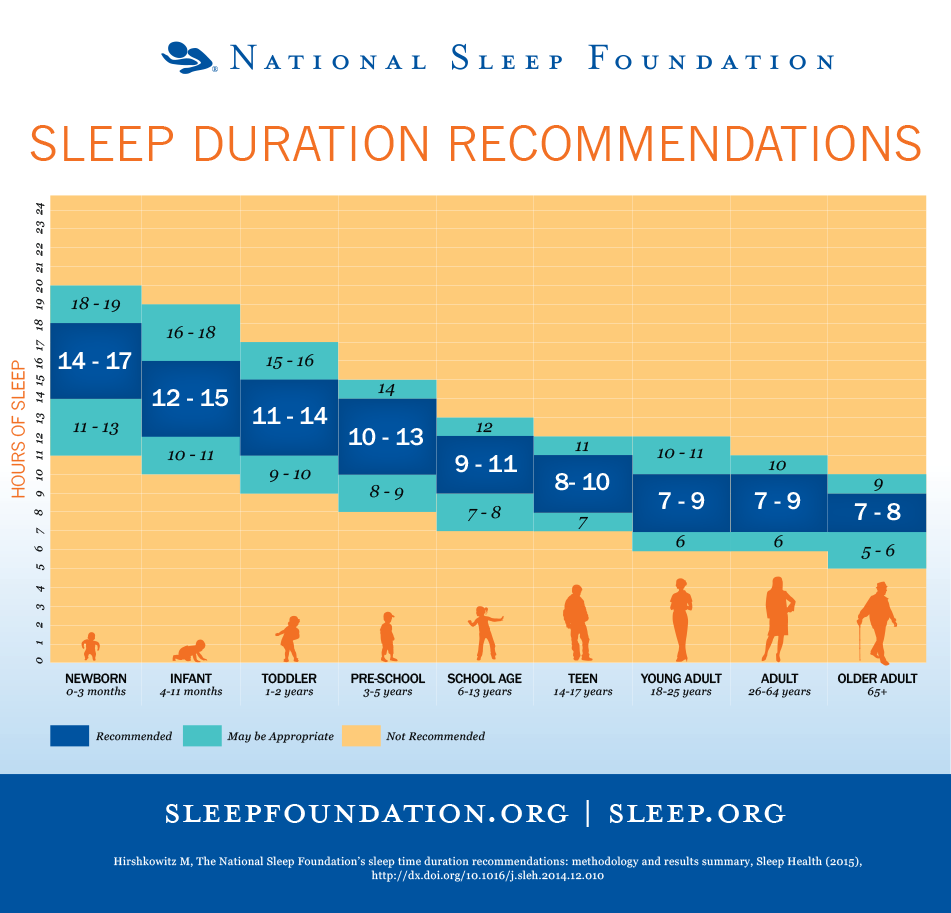 ® NATIONAL SLEEP FOUNDATION
SLEEP DURATION RECOMMENDATIONS
HOURS OF SLEEP
24
23
22
21
20
19
18
17
16
15
14
13
12
11
10
9
8
7
6
5
4
3
2
1
0
18 - 19
14 - 17
11 - 13
16 - 18
12 - 15
10 - 11
15 - 16
11 - 14
9 - 10
14
10 - 13
8 - 9
12
9 - 11
7 - 8
11
8- 10
7
10 - 11
7 - 9
6
10
7 - 9
6
9
7 - 8
5 - 6
NEWBORN
0-3 months
INFANT
4-11 months
TODDLER
1-2 years
PRE-SCHOOL
3-5 years
SCHOOL AGE
6-13 years
TEEN
14-17 years
YOUNG ADULT
18-25 years
ADULT
26-64 years
OLDER ADULT
65+
Recommended May be Appropriate Not Recommended
SLEEPFOUNDATION.ORG | SLEEP.ORG
Hirshkowitz M, The National Sleep Foundation's sleep time duration recommendations: methodology and results summary, Sleep Health (2015),
http://dx.doi.org/10.1016/j.sleh.2014.12.010